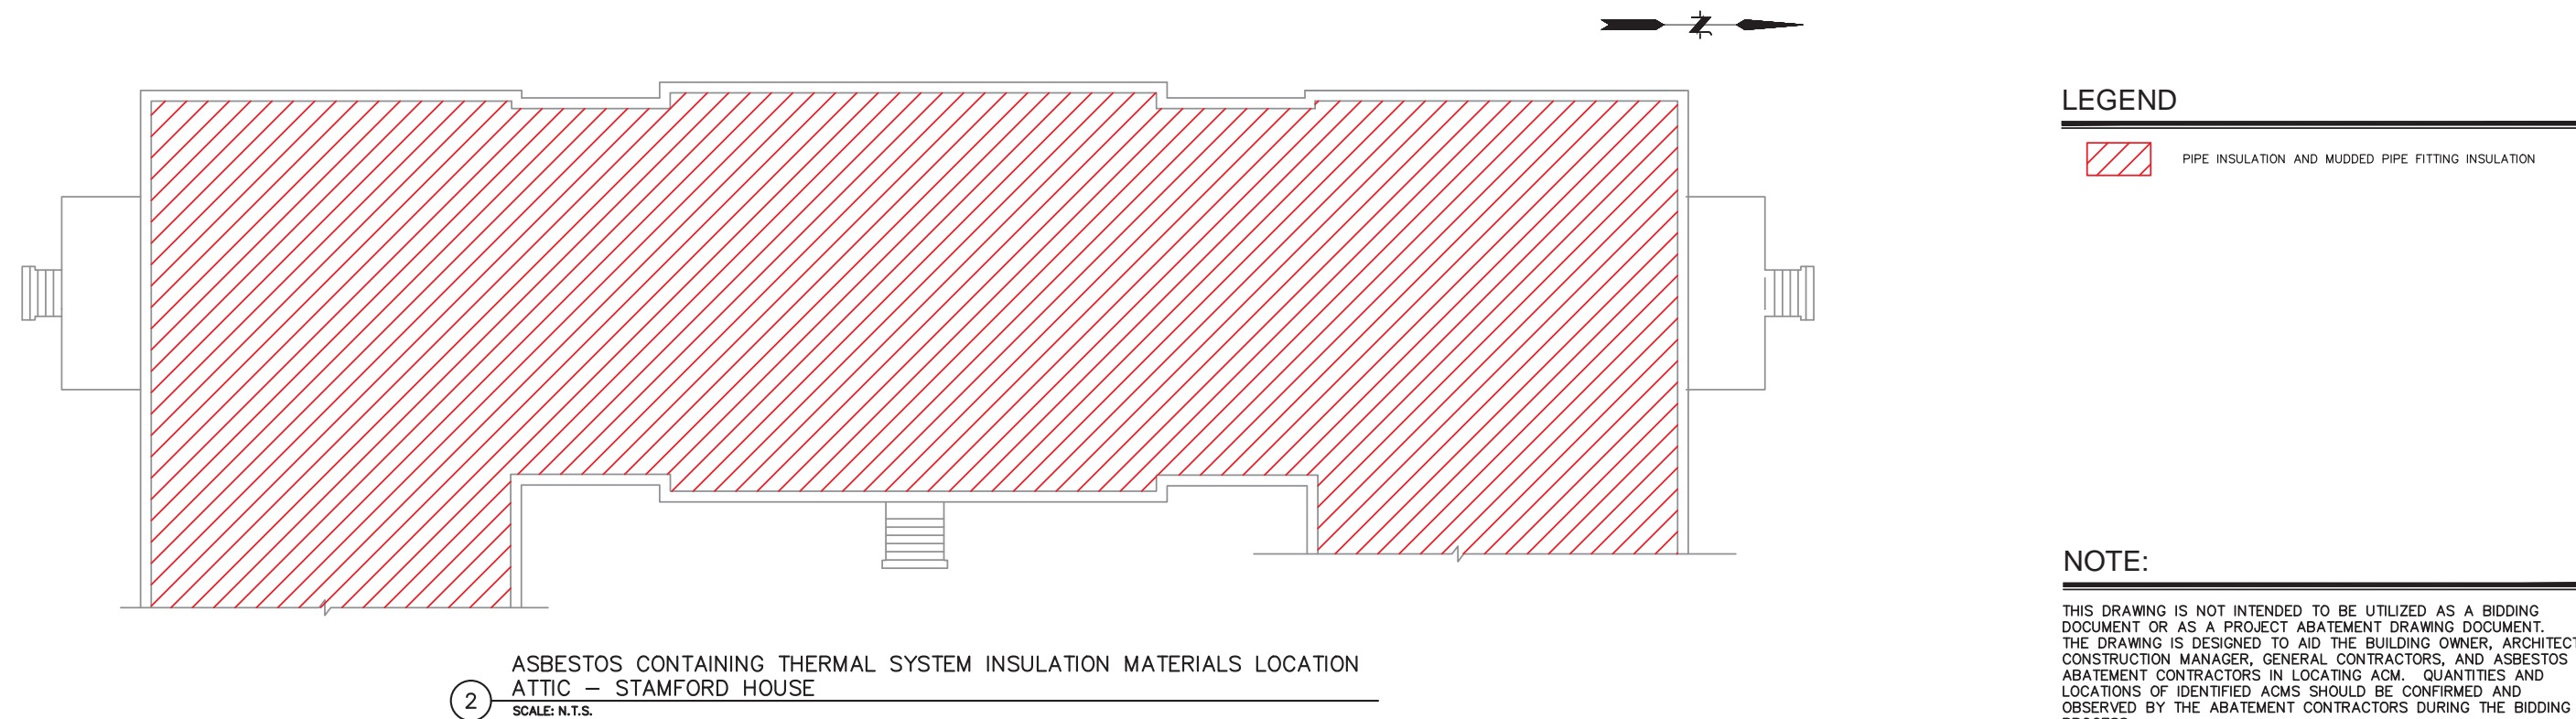 N
LEGEND
PIPE INSULATION AND MUDDED PIPE FITTING INSULATION
NOTE:
THIS DRAWING IS NOT INTENDED TO BE UTILIZED AS A BIDDING
DOCUMENT OR AS A PROJECT ABATEMENT DRAWING DOCUMENT.
THE DRAWING IS DESIGNED TO AID THE BUILDING OWNER, ARCHITECT
CONSTRUCTION MANAGER, GENERAL CONTRACTORS, AND ASBESTOS
ABATEMENT CONTRACTORS IN LOCATING ACM. QUANTITIES AND
LOCATIONS OF IDENTIFIED ACMS SHOULD BE CONFIRMED AND
OBSERVED BY THE ABATEMENT CONTRACTORS DURING THE BIDDING
ASBESTOS CONTAINING THERMAL SYSTEM INSULATION MATERIALS LOCATION
ATTIC – STAMFORD HOUSE
2
SCALE: N.T.S.